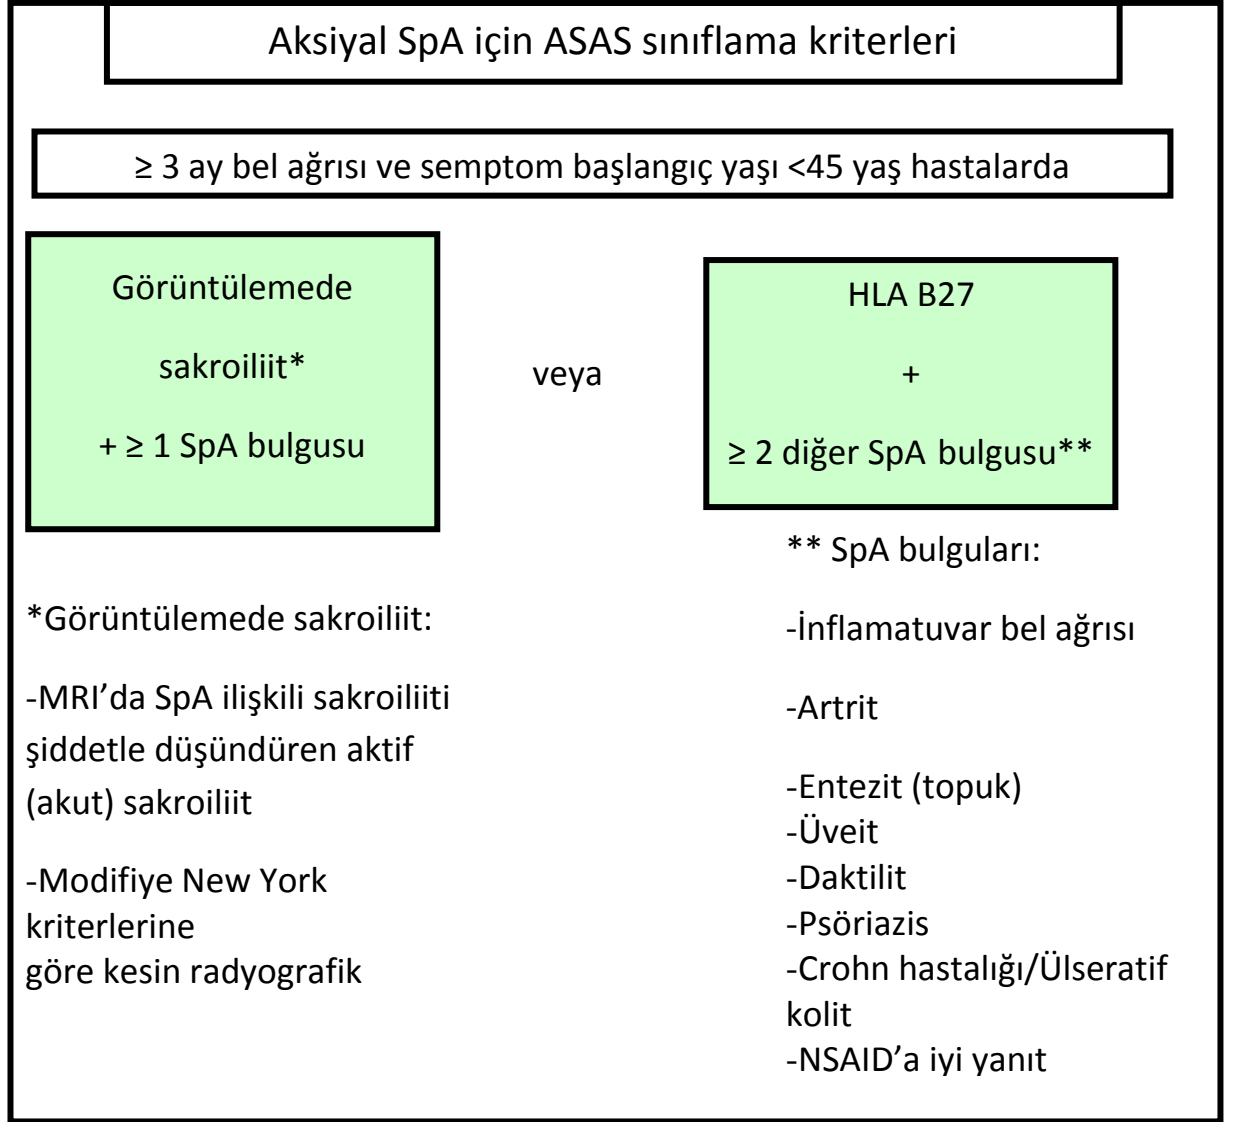 Aksiyal SpA için ASAS sınıflama kriterleri
≥ 3 ay bel ağrısı ve semptom başlangıç yaşı <45 yaş hastalarda
Görüntülemede
sakroiliit*
+ ≥ 1 SpA bulgusu
veya
HLA B27
+
≥ 2 diğer SpA bulgusu**
*Görüntülemede sakroiliit:
-MRI’da SpA ilişkili sakroiliiti
şiddetle düşündüren aktif
(akut) sakroiliit
-Modifiye New York
kriterlerine
göre kesin radyografik
** SpA bulguları:
-İnflamatuvar bel ağrısı
-Artrit
-Entezit (topuk)
-Üveit
-Daktilit
-Psöriazis
-Crohn hastalığı/Ülseratif
kolit
-NSAID’a iyi yanıt